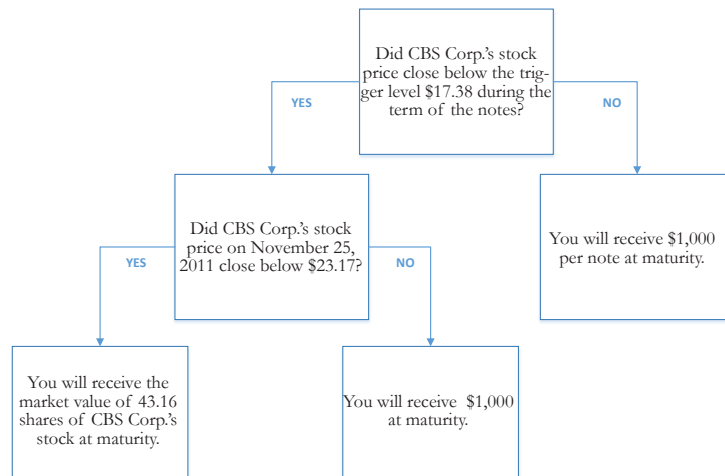 Did CBS Corp.'s stock
price close below the trig-
ger level $17.38 during the
term of the notes?
YES
NO
Did CBS Corp.'s stock
price on November 25,
2011 close below $23.17?
You will receive $1,000
per note at maturity.
YES
NO
You will receive the
market value of 43.16
shares of CBS Corp.'s
stock at maturity.
You will receive $1,000
at maturity.